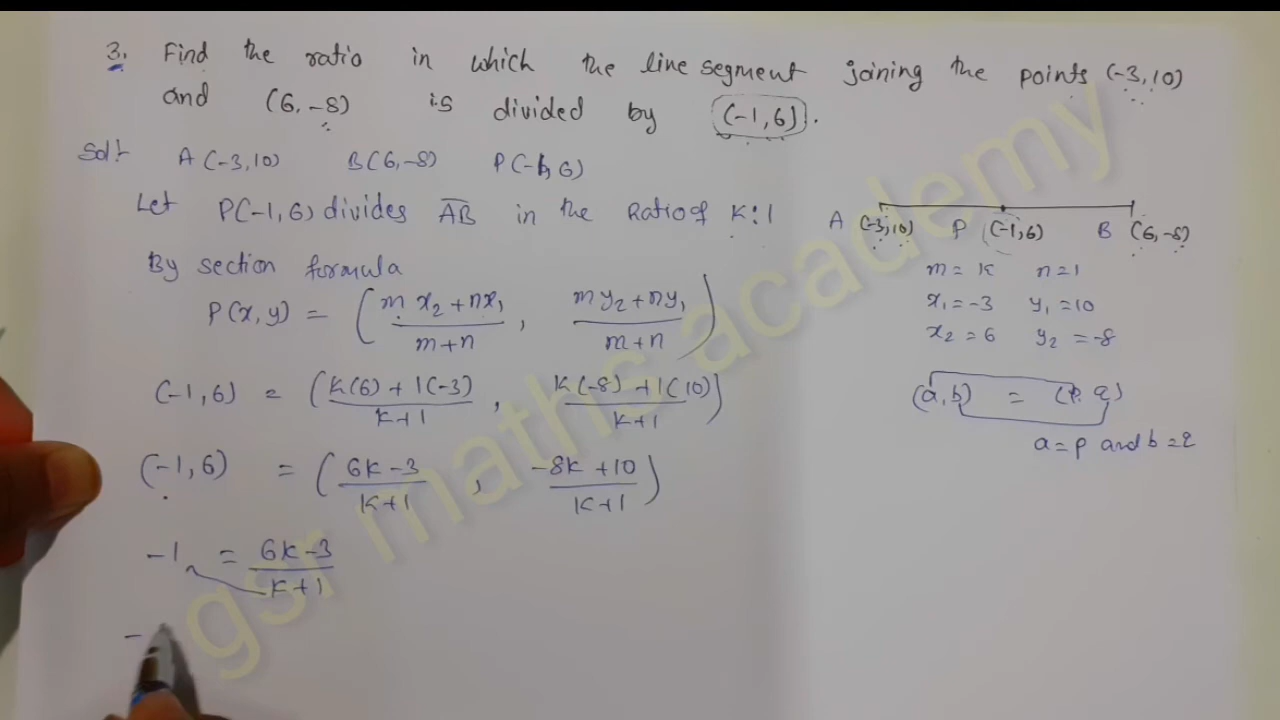 3. Find the ratio in which the line segment joining the points (-3,10)
and (6,-8) is divided by (-1,6).
Sol:- A(-3,10) B(6,-8) P(-1,6)
Let P(-1,6) divides AB in the Ratio of K:1
By section formula
P(x,y) = (m x₂+nx₁/m+n, my₂+ny₁/m+n)
(-1,6) = (K(6)+1(-3)/K+1, K(-8)+1(10)/K+1)
(-1,6) = (6K-3/K+1, -8K+10/K+1)
-1 = 6K-3/K+1
-
A (-3,10) P (-1,6) B (6,-8)
m = K n=1
x₁=-3 y₁=10
x₂=6 y₂=-8
(a,b) = (p,q)
a=p and b=q
gsr maths academy